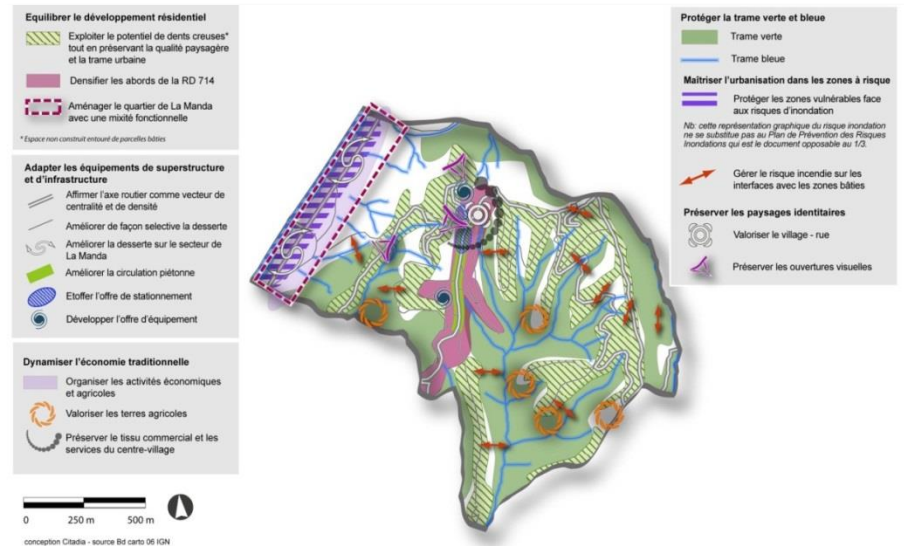 Equilibrer le développement résidentiel
Exploiter le potentiel de dents creuses*
tout en préservant la qualité paysagère
et la trame urbaine
Densifier les abords de la RD 714
Aménager le quartier de La Manda
avec une mixité fonctionnelle
* Espace non construit entouré de parcelles bâties
Adapter les équipements de superstructure
et d'infrastructure
Affirmer l'axe routier comme vecteur de
centralité et de densité
Améliorer de façon selective la desserte
Améliorer la desserte sur le secteur de
La Manda
Améliorer la circulation piétonne
Etoffer l'offre de stationnement
Développer l'offre d'équipement
Dynamiser l'économie traditionnelle
Organiser les activités économiques
et agricoles
Valoriser les terres agricoles
Préserver le tissu commercial et les
services du centre-village
0 250 m 500 m
conception Citadia - source Bd carto 06 IGN
Protéger la trame verte et bleue
Trame verte
Trame bleue
Maîtriser l'urbanisation dans les zones à risque
Protéger les zones vulnérables face
aux risques d'inondation
Nb: cette représentation graphique du risque inondation
ne se substitue pas au Plan de Prévention des Risques
Inondations qui est le document opposable au 1/3.
Gérer le risque incendie sur les
interfaces avec les zones bâties
Préserver les paysages identitaires
Valoriser le village - rue
Préserver les ouvertures visuelles